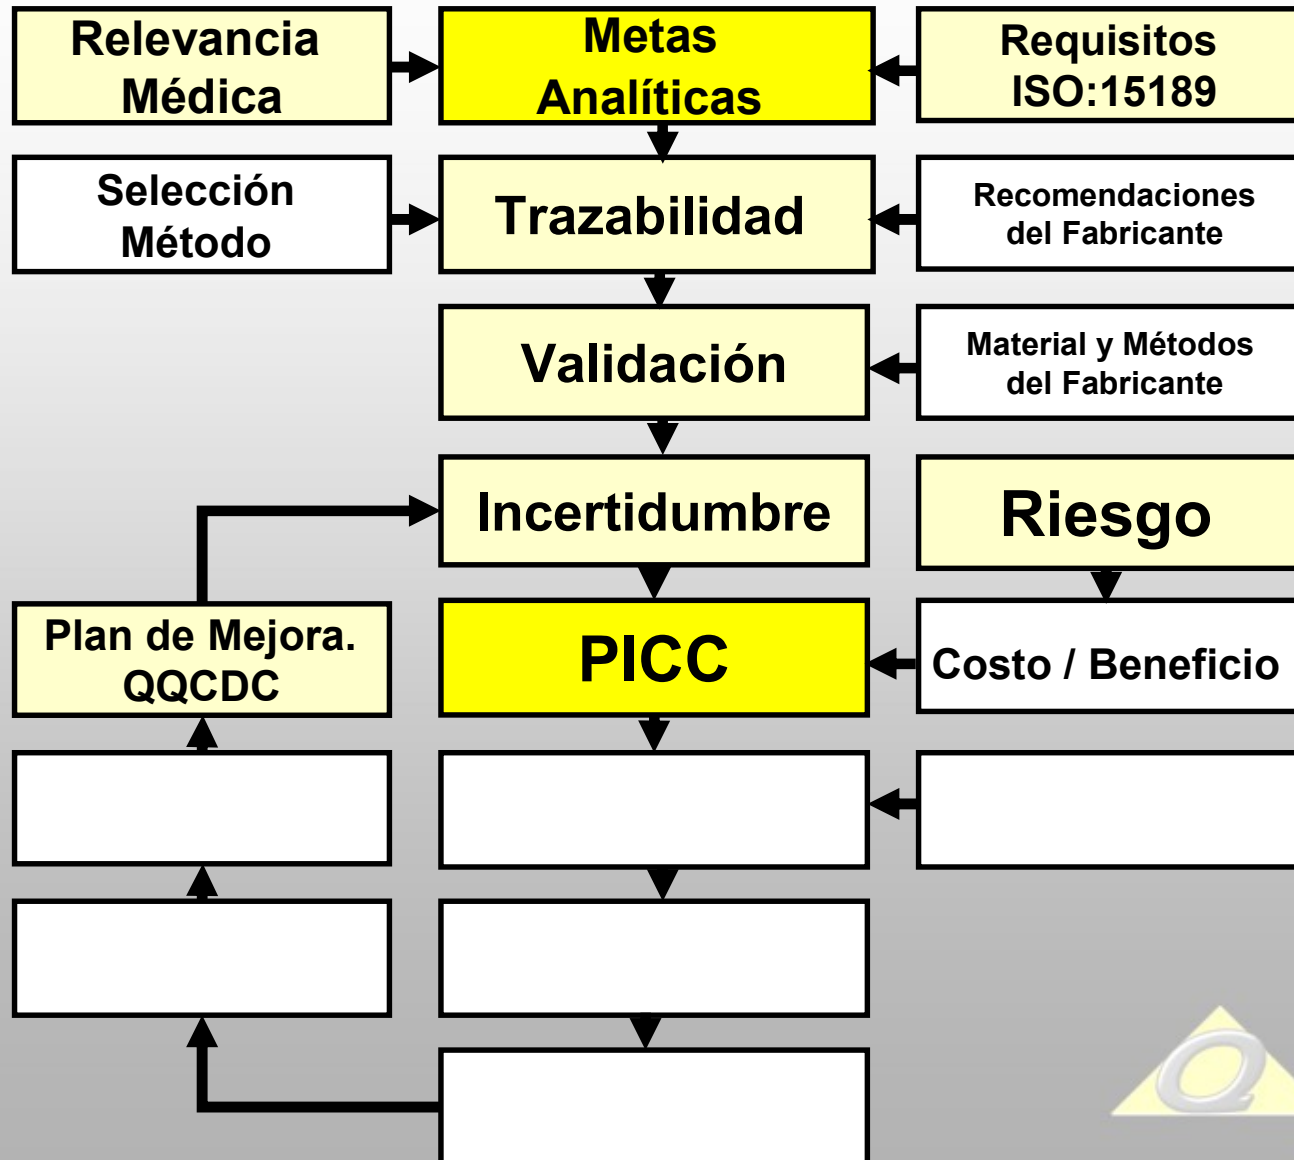 Relevancia
Médica
Metas
Analíticas
Requisitos
ISO:15189
Selección
Método
Trazabilidad
Recomendaciones
del Fabricante
Validación
Material y Métodos
del Fabricante
Incertidumbre
Riesgo
Plan de Mejora.
QQCDC
PICC
Costo / Beneficio
Q